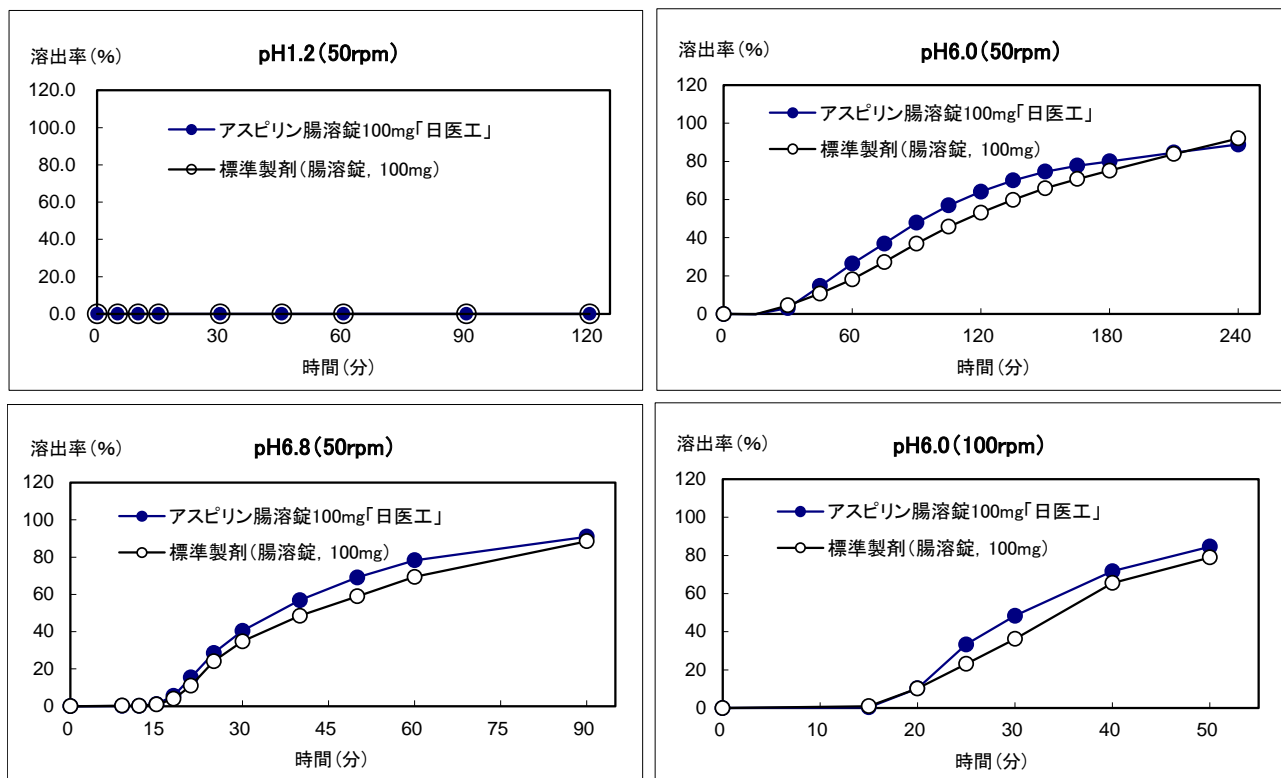 溶出率(%)
pH1.2(50rpm)
120.0
100.0
80.0
60.0
40.0
20.0
0.0
アスピリン腸溶錠100mg「日医工」
標準製剤(腸溶錠, 100mg)
0 30 60 90 120
時間(分)
溶出率(%)
pH6.0(50rpm)
120
100
80
60
40
20
0
アスピリン腸溶錠100mg「日医工」
標準製剤(腸溶錠, 100mg)
0 60 120 180 240
時間(分)
溶出率(%)
pH6.8(50rpm)
120
100
80
60
40
20
0
アスピリン腸溶錠100mg「日医工」
標準製剤(腸溶錠, 100mg)
0 15 30 45 60 75 90
時間(分)
溶出率(%)
pH6.0(100rpm)
120
100
80
60
40
20
0
アスピリン腸溶錠100mg「日医工」
標準製剤(腸溶錠, 100mg)
0 10 20 30 40 50
時間(分)